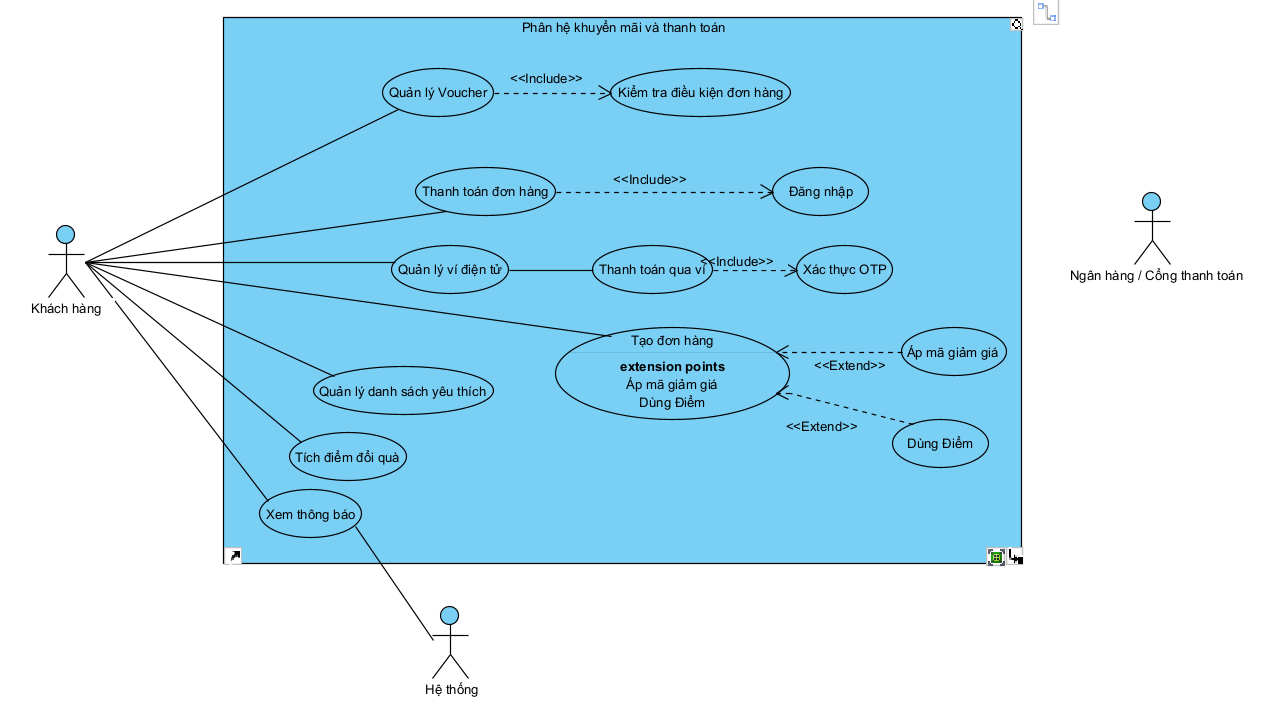 Phân hệ khuyển mãi và thanh toán
Quản lý Voucher
<<Include>>
Kiểm tra điều kiện đơn hàng
Thanh toán đơn hàng
<<Include>>
Đăng nhập
Khách hàng
Ngân hàng / Cổng thanh toán
Quản lý ví điện tử
Thanh toán qua ví
<<Include>>
Xác thực OTP
Tạo đơn hàng
extension points
Áp mã giảm giá
Dùng Điểm
<<Extend>>
Áp mã giảm giá
<<Extend>>
Dùng Điểm
Quản lý danh sách yêu thích
Tích điểm đổi quà
Xem thông báo
Hệ thống